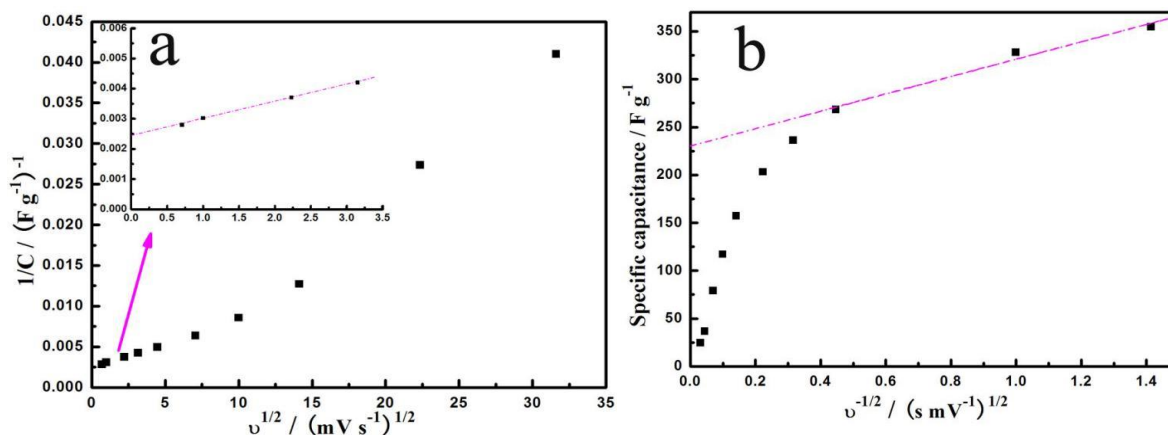 a
0.045
0.040
0.035
0.030
0.025
0.020
0.015
0.010
0.005
0.000
1/C / (F g⁻¹)⁻¹
0 5 10 15 20 25 30 35
υ^1/2 / (mV s⁻¹)^1/2
0.006
0.005
0.004
0.003
0.002
0.001
0.000
0.0 0.5 1.0 1.5 2.0 2.5 3.0 3.5
b
350
300
250
200
150
100
50
0
Specific capacitance / F g⁻¹
0.0 0.2 0.4 0.6 0.8 1.0 1.2 1.4
υ^-1/2 / (s mV⁻¹)^1/2